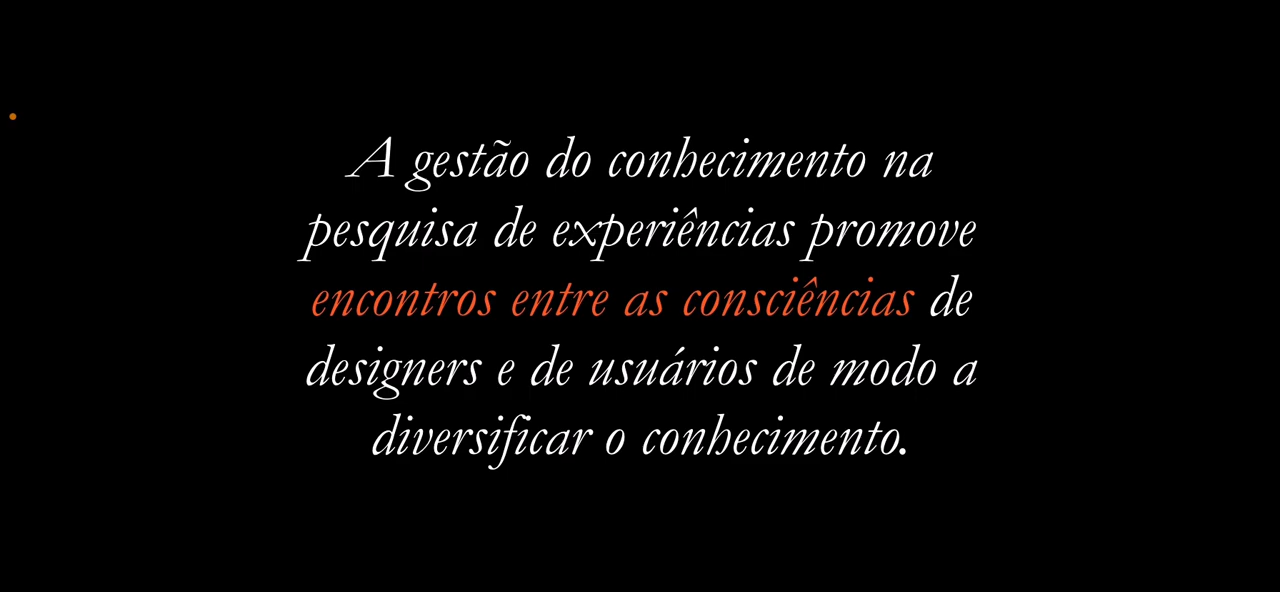 A gestão do conhecimento na
pesquisa de experiências promove
encontros entre as consciências de
designers e de usuários de modo a
diversificar o conhecimento.